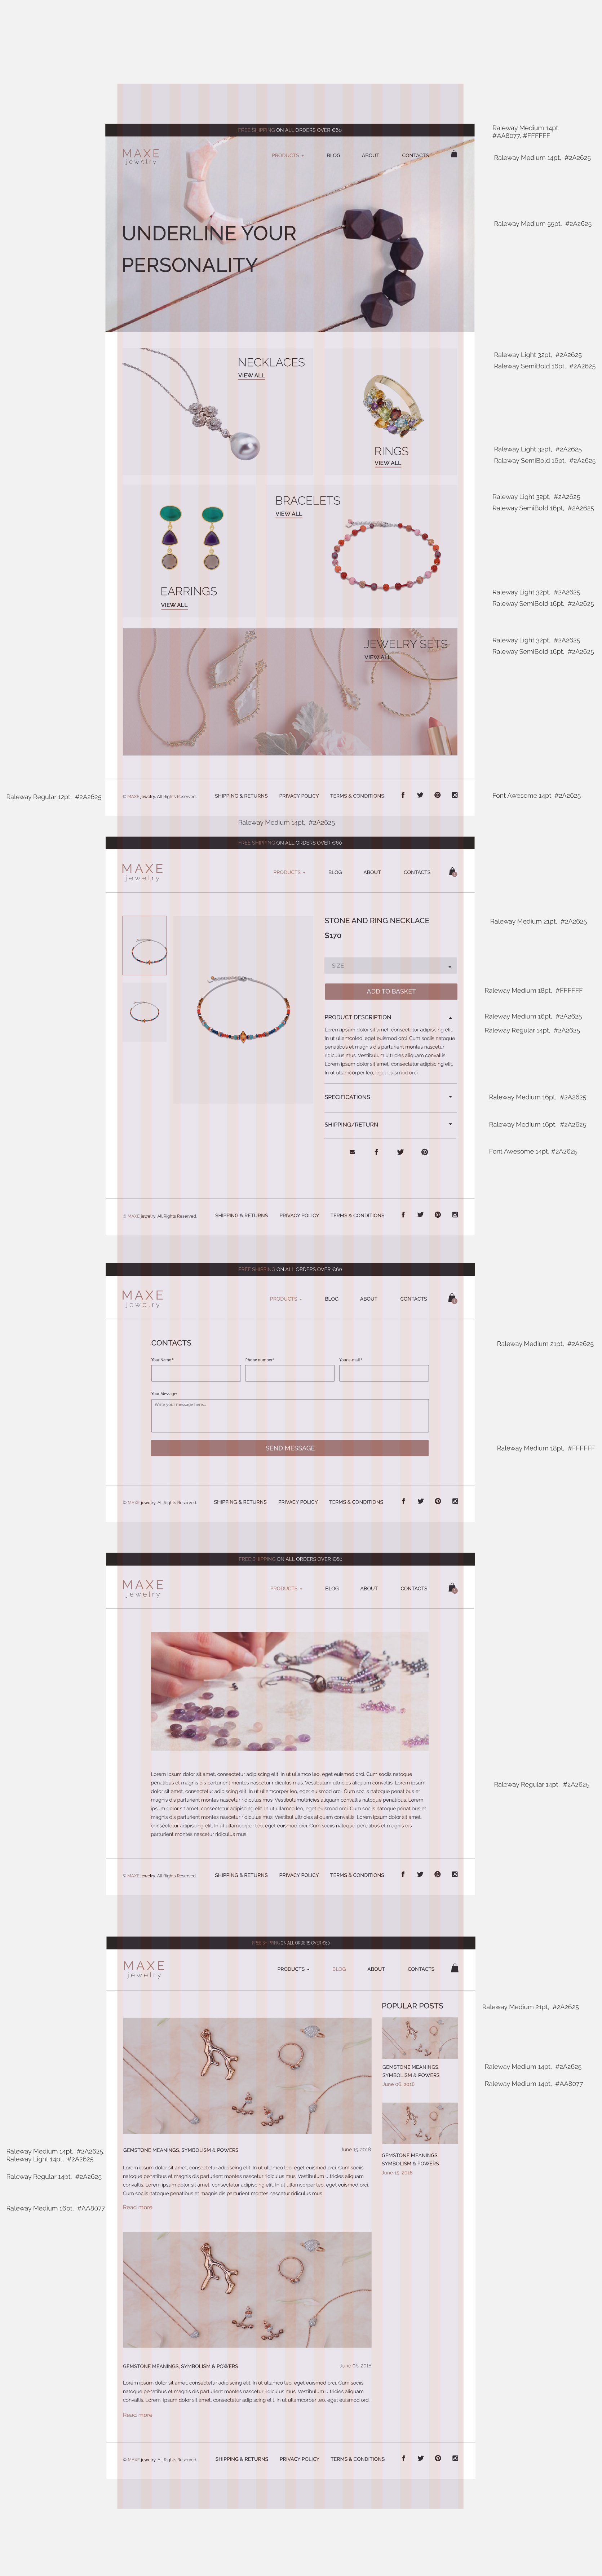 FREE SHIPPING ON ALL ORDERS OVER €60
Raleway Medium 14pt,
#AA8077, #FFFFFF
MAXE
jewelry
PRODUCTS BLOG ABOUT CONTACTS
Raleway Medium 14pt, #2A2625
UNDERLINE YOUR
PERSONALITY
Raleway Medium 55pt, #2A2625
NECKLACES
VIEW ALL
Raleway Light 32pt, #2A2625
Raleway SemiBold 16pt, #2A2625
RINGS
VIEW ALL
Raleway Light 32pt, #2A2625
Raleway SemiBold 16pt, #2A2625
BRACELETS
VIEW ALL
Raleway Light 32pt, #2A2625
Raleway SemiBold 16pt, #2A2625
EARRINGS
VIEW ALL
Raleway Light 32pt, #2A2625
Raleway SemiBold 16pt, #2A2625
JEWELRY SETS
VIEW ALL
Raleway Light 32pt, #2A2625
Raleway SemiBold 16pt, #2A2625
Raleway Regular 12pt, #2A2625
© MAXE jewelry. All Rights Reserved. SHIPPING & RETURNS PRIVACY POLICY TERMS & CONDITIONS
Font Awesome 14pt, #2A2625
Raleway Medium 14pt, #2A2625
FREE SHIPPING ON ALL ORDERS OVER €60
MAXE
jewelry
PRODUCTS BLOG ABOUT CONTACTS
STONE AND RING NECKLACE
Raleway Medium 21pt, #2A2625
$170
SIZE
ADD TO BASKET
Raleway Medium 18pt, #FFFFFF
PRODUCT DESCRIPTION
Raleway Medium 16pt, #2A2625
Lorem ipsum dolor sit amet, consectetur adipiscing elit.
In ut ullamcoleo, eget euismod orci. Cum sociis natoque
penatibus et magnis dis parturient montes nascetur
ridiculus mus. Vestibulum ultricies aliquam convallis.
Lorem ipsum dolor sit amet, consectetur adipiscing elit.
In ut ullamcorper leo, eget euismod orci.
Raleway Regular 14pt, #2A2625
SPECIFICATIONS
Raleway Medium 16pt, #2A2625
SHIPPING/RETURN
Raleway Medium 16pt, #2A2625
Font Awesome 14pt, #2A2625
© MAXE jewelry. All Rights Reserved. SHIPPING & RETURNS PRIVACY POLICY TERMS & CONDITIONS
FREE SHIPPING ON ALL ORDERS OVER €60
MAXE
jewelry
PRODUCTS BLOG ABOUT CONTACTS
CONTACTS
Raleway Medium 21pt, #2A2625
Your Name * Phone number* Your e-mail *
Your Message:
Write your message here...
SEND MESSAGE
Raleway Medium 18pt, #FFFFFF
© MAXE jewelry. All Rights Reserved. SHIPPING & RETURNS PRIVACY POLICY TERMS & CONDITIONS
FREE SHIPPING ON ALL ORDERS OVER €60
MAXE
jewelry
PRODUCTS BLOG ABOUT CONTACTS
Lorem ipsum dolor sit amet, consectetur adipiscing elit. In ut ullamco leo, eget euismod orci. Cum sociis natoque
penatibus et magnis dis parturient montes nascetur ridiculus mus. Vestibulum ultricies aliquam convallis. Lorem ipsum
dolor sit amet, consectetur adipiscing elit. In ut ullamcorper leo, eget euismod orci. Cum sociis natoque penatibus et
magnis dis parturient montes nascetur ridiculus mus. Vestibulumultricies aliquam convallis natoque penatibus. Lorem
ipsum dolor sit amet, consectetur adipiscing elit. In ut ullamco leo, eget euismod orci. Cum sociis natoque penatibus et
magnis dis parturient montes nascetur ridiculus mus. Vestibul ultricies aliquam convallis. Lorem ipsum dolor sit amet,
consectetur adipiscing elit. In ut ullamcorper leo, eget euismod orci. Cum sociis natoque penatibus et magnis dis
parturient montes nascetur ridiculus mus.
Raleway Regular 14pt, #2A2625
© MAXE jewelry. All Rights Reserved. SHIPPING & RETURNS PRIVACY POLICY TERMS & CONDITIONS
FREE SHIPPING ON ALL ORDERS OVER €60
MAXE
jewelry
PRODUCTS BLOG ABOUT CONTACTS
POPULAR POSTS
Raleway Medium 21pt, #2A2625
GEMSTONE MEANINGS,
SYMBOLISM & POWERS
Raleway Medium 14pt, #2A2625
June 06, 2018
Raleway Medium 14pt, #AA8077
GEMSTONE MEANINGS,
SYMBOLISM & POWERS
June 15, 2018
Raleway Medium 14pt, #2A2625,
Raleway Light 14pt, #2A2625
GEMSTONE MEANINGS, SYMBOLISM & POWERS June 15, 2018
Raleway Regular 14pt, #2A2625
Lorem ipsum dolor sit amet, consectetur adipiscing elit. In ut ullamcorper leo, eget euismod orci. Cum sociis
natoque penatibus et magnis dis parturient montes nascetur ridiculus mus. Vestibulum ultricies aliquam
convallis. Lorem ipsum dolor sit amet, consectetur adipiscing elit. In ut ullamcorper leo, eget euismod orci.
Cum sociis natoque penatibus et magnis dis parturient montes nascetur ridiculus mus.
Raleway Medium 16pt, #AA8077
Read more
GEMSTONE MEANINGS, SYMBOLISM & POWERS June 06, 2018
Lorem ipsum dolor sit amet, consectetur adipiscing elit. In ut ullamcorper leo, eget euismod orci. Cum sociis
natoque penatibus et magnis dis parturient montes nascetur ridiculus mus. Vestibulum ultricies aliquam
convallis. Lorem ipsum dolor sit amet, consectetur adipiscing elit. In ut ullamcorper leo, eget euismod orci.
Read more
© MAXE jewelry. All Rights Reserved. SHIPPING & RETURNS PRIVACY POLICY TERMS & CONDITIONS